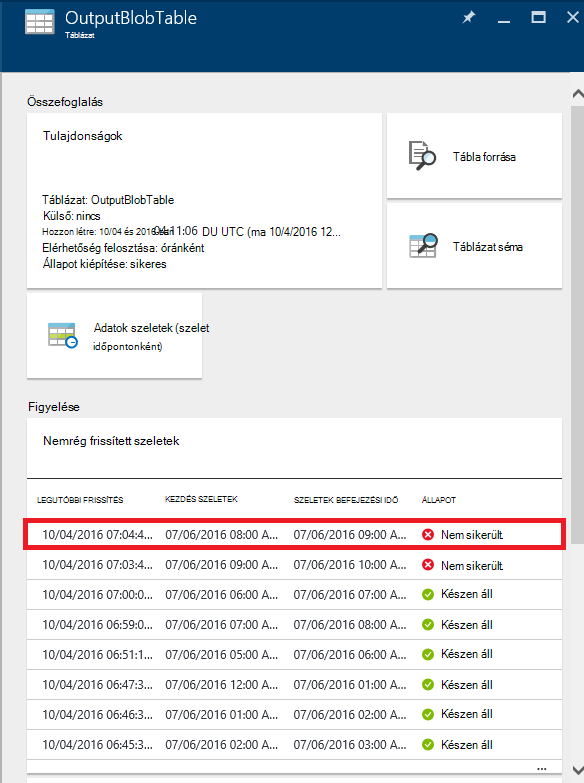 OutputBlobTable
Táblázat
Összefoglalás
Tulajdonságok
Táblázat: OutputBlobTable
Külső: nincs
Hozzon létre: 10/04 és 2016-ban 04:11:06 DU UTC (ma 10/4/2016 12...
Elérhetőség felosztása: óránként
Állapot kiépítése: sikeres
Tábla forrása
Táblázat séma
Adatok szeletek (szelet
időpontonként)
Figyelése
Nemrég frissített szeletek
LEGUTÓBBI FRISSÍTÉS KEZDÉS SZELETEK SZELETEK BEFEJEZÉSI IDŐ ÁLLAPOT
10/04/2016 07:04:4... 07/06/2016 08:00 A... 07/06/2016 09:00 A... Nem sikerült.
10/04/2016 07:03:4... 07/06/2016 09:00 A... 07/06/2016 10:00 A... Nem sikerült.
10/04/2016 07:00:0... 07/06/2016 06:00 A... 07/06/2016 07:00 A... Készen áll
10/04/2016 06:59:0... 07/06/2016 07:00 A... 07/06/2016 08:00 A... Készen áll
10/04/2016 06:51:1... 07/06/2016 05:00 A... 07/06/2016 06:00 A... Készen áll
10/04/2016 06:47:3... 07/06/2016 12:00 A... 07/06/2016 01:00 A... Készen áll
10/04/2016 06:46:3... 07/06/2016 01:00 A... 07/06/2016 02:00 A... Készen áll
10/04/2016 06:45:3... 07/06/2016 02:00 A... 07/06/2016 03:00 A... Készen áll
...